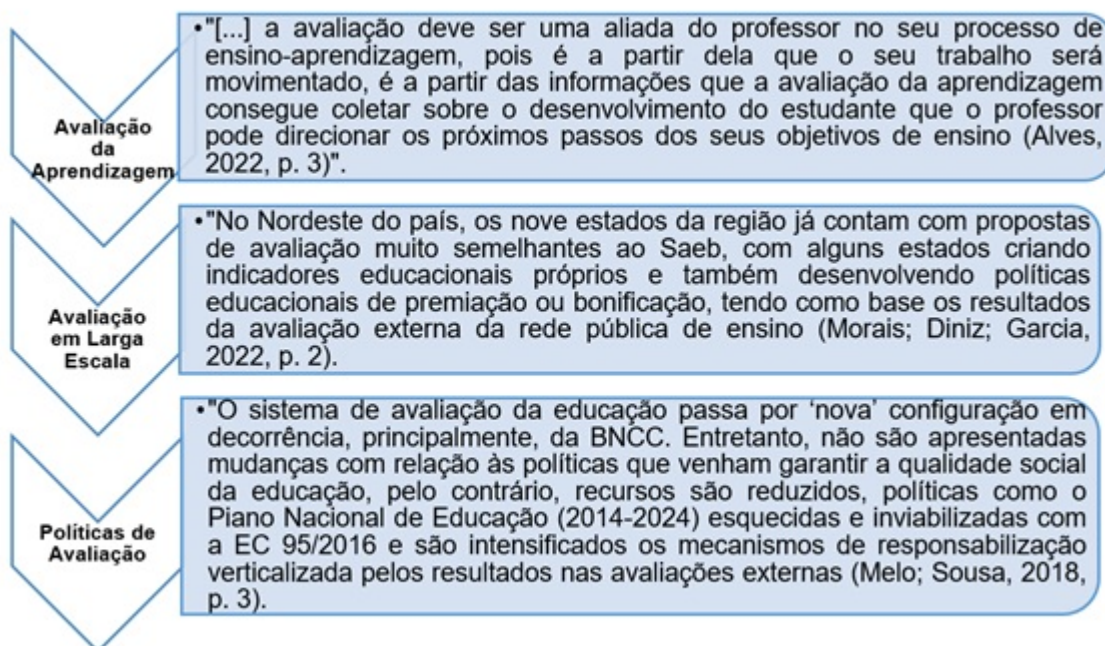 Avaliação
da
Aprendizagem
•"[...] a avaliação deve ser uma aliada do professor no seu processo de
ensino-aprendizagem, pois é a partir dela que o seu trabalho será
movimentado, é a partir das informações que a avaliação da aprendizagem
consegue coletar sobre o desenvolvimento do estudante que o professor
pode direcionar os próximos passos dos seus objetivos de ensino (Alves,
2022, p. 3)".
Avaliação
em Larga
Escala
•"No Nordeste do país, os nove estados da região já contam com propostas
de avaliação muito semelhantes ao Saeb, com alguns estados criando
indicadores educacionais próprios e também desenvolvendo políticas
educacionais de premiação ou bonificação, tendo como base os resultados
da avaliação externa da rede pública de ensino (Morais; Diniz; Garcia,
2022, p. 2).
Políticas de
Avaliação
•"O sistema de avaliação da educação passa por ‘nova’ configuração em
decorrência, principalmente, da BNCC. Entretanto, não são apresentadas
mudanças com relação às políticas que venham garantir a qualidade social
da educação, pelo contrário, recursos são reduzidos, políticas como o
Piano Nacional de Educação (2014-2024) esquecidas e inviabilizadas com
a EC 95/2016 e são intensificados os mecanismos de responsabilização
verticalizada pelos resultados nas avaliações externas (Melo; Sousa, 2018,
p. 3).